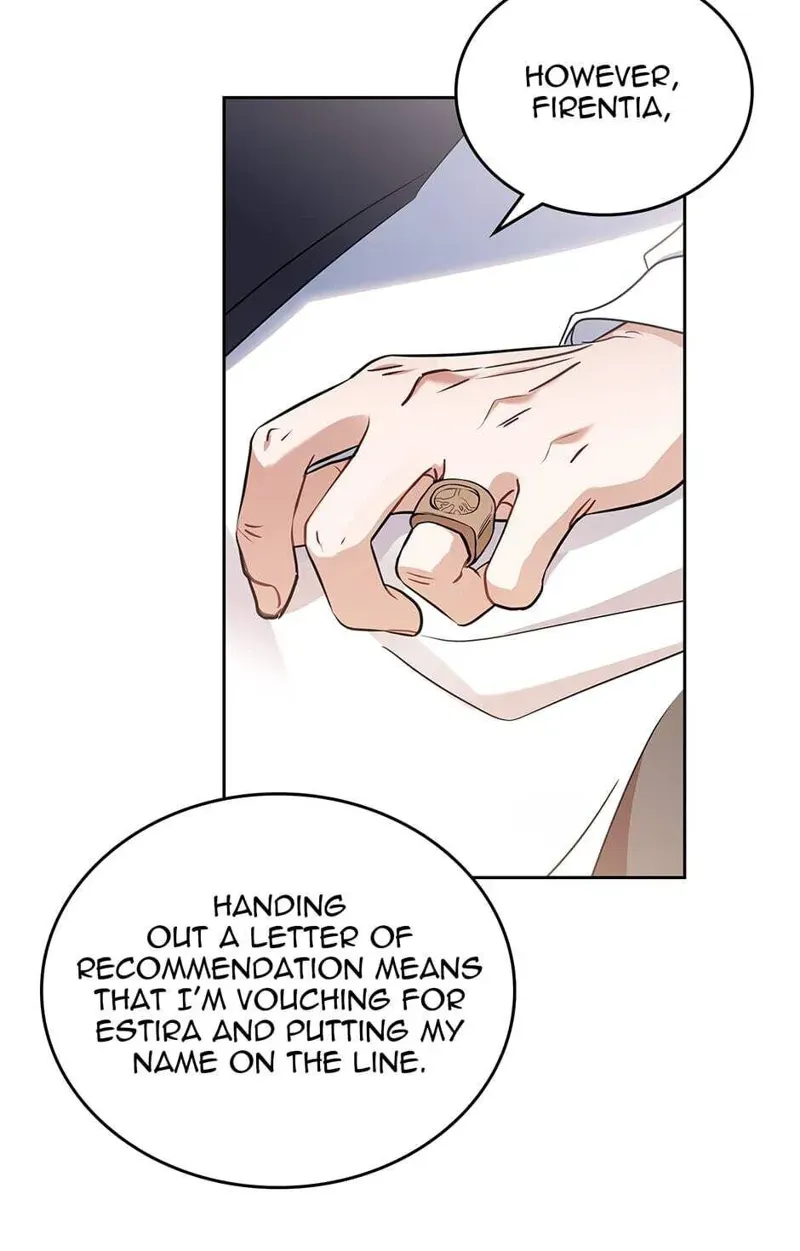 HOWEVER,
FIRENTIA,
HANDING
OUT A LETTER OF
RECOMMENDATION MEANS
THAT I'M VOUCHING FOR
ESTIRA AND PUTTING MY
NAME ON THE LINE.